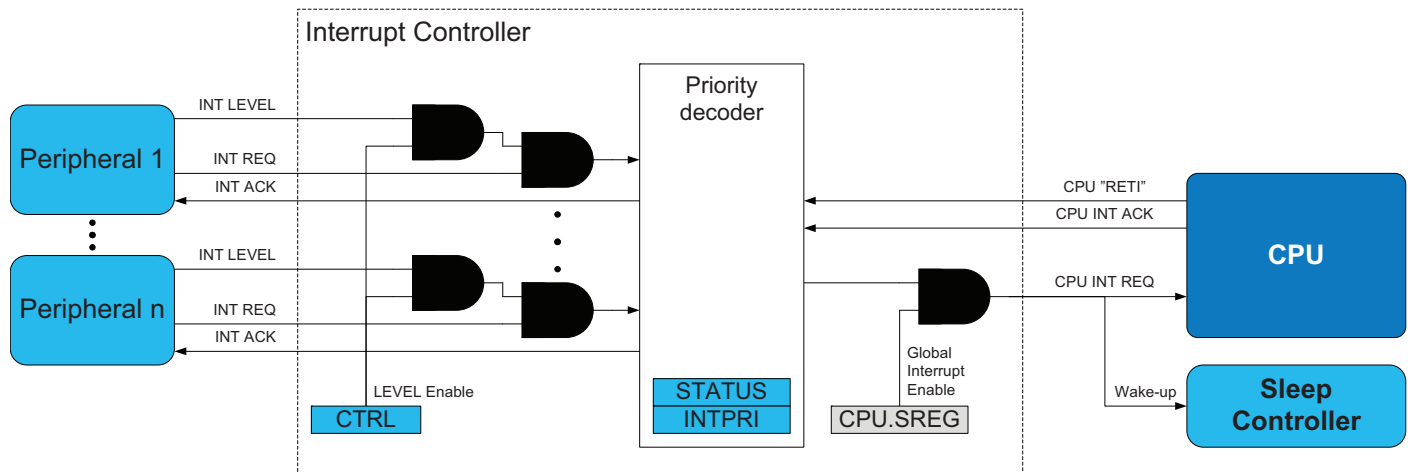 Interrupt Controller
Peripheral 1
INT LEVEL
INT REQ
INT ACK
Peripheral n
INT LEVEL
INT REQ
INT ACK
LEVEL Enable
CTRL
Priority
decoder
STATUS
INTPRI
Global
Interrupt
Enable
CPU.SREG
CPU ”RETI”
CPU INT ACK
CPU INT REQ
CPU
Wake-up
Sleep
Controller